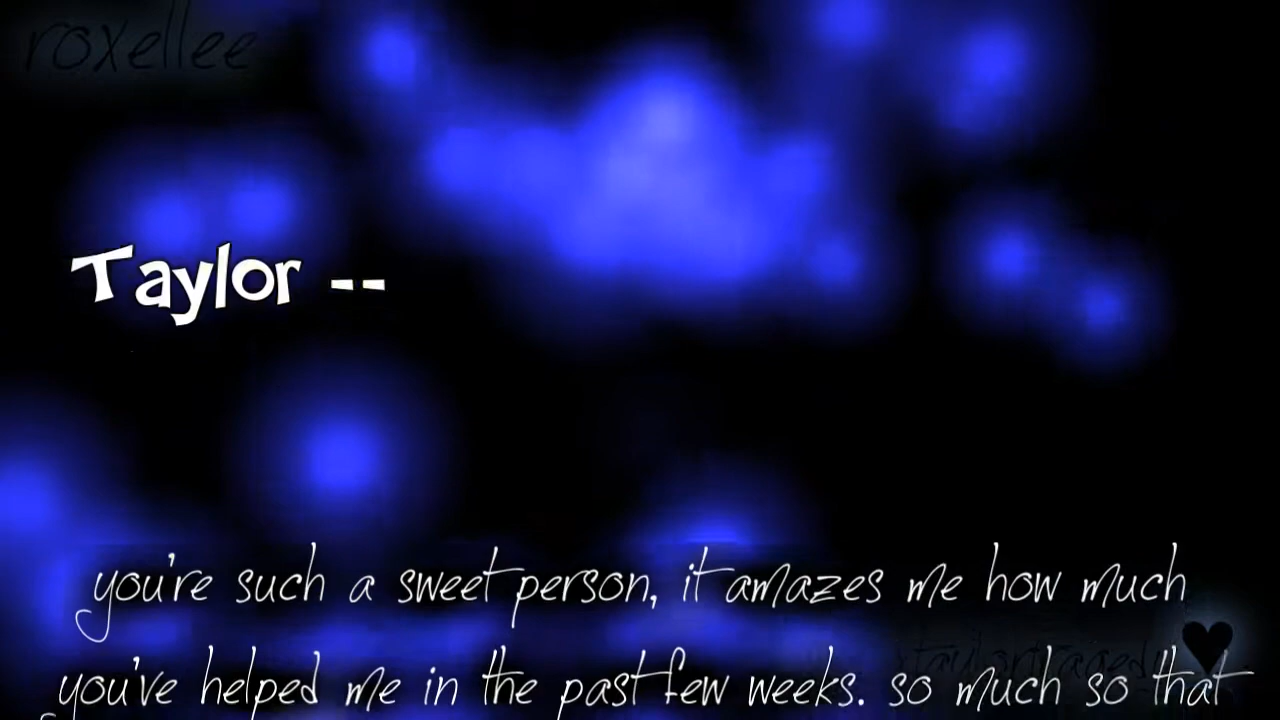 roxellee
Taylor --
you're such a sweet person, it amazes me how much
you've helped me in the past few weeks. so much so that